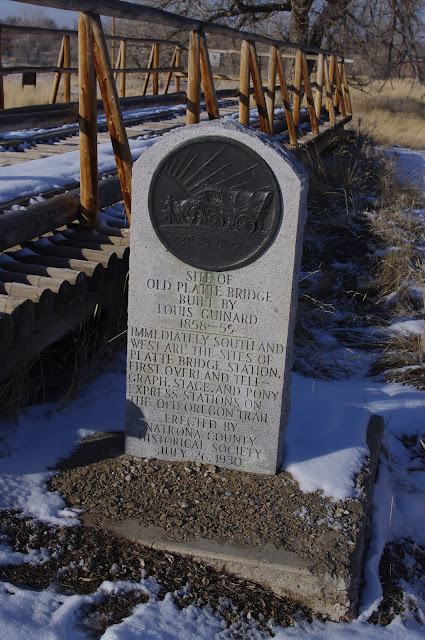 SITE OF
OLD PLATTE BRIDGE
BUILT BY
LOUIS GUINARD
1858-59
IMMEDIATELY SOUTH AND
WEST ARE THE SITES OF
PLATTE BRIDGE STATION,
FIRST OVERLAND TELE-
GRAPH, STAGE, AND PONY
EXPRESS STATIONS ON
THE OLD OREGON TRAIL
ERECTED BY
NATRONA COUNTY
HISTORICAL SOCIETY
JULY 26, 1930